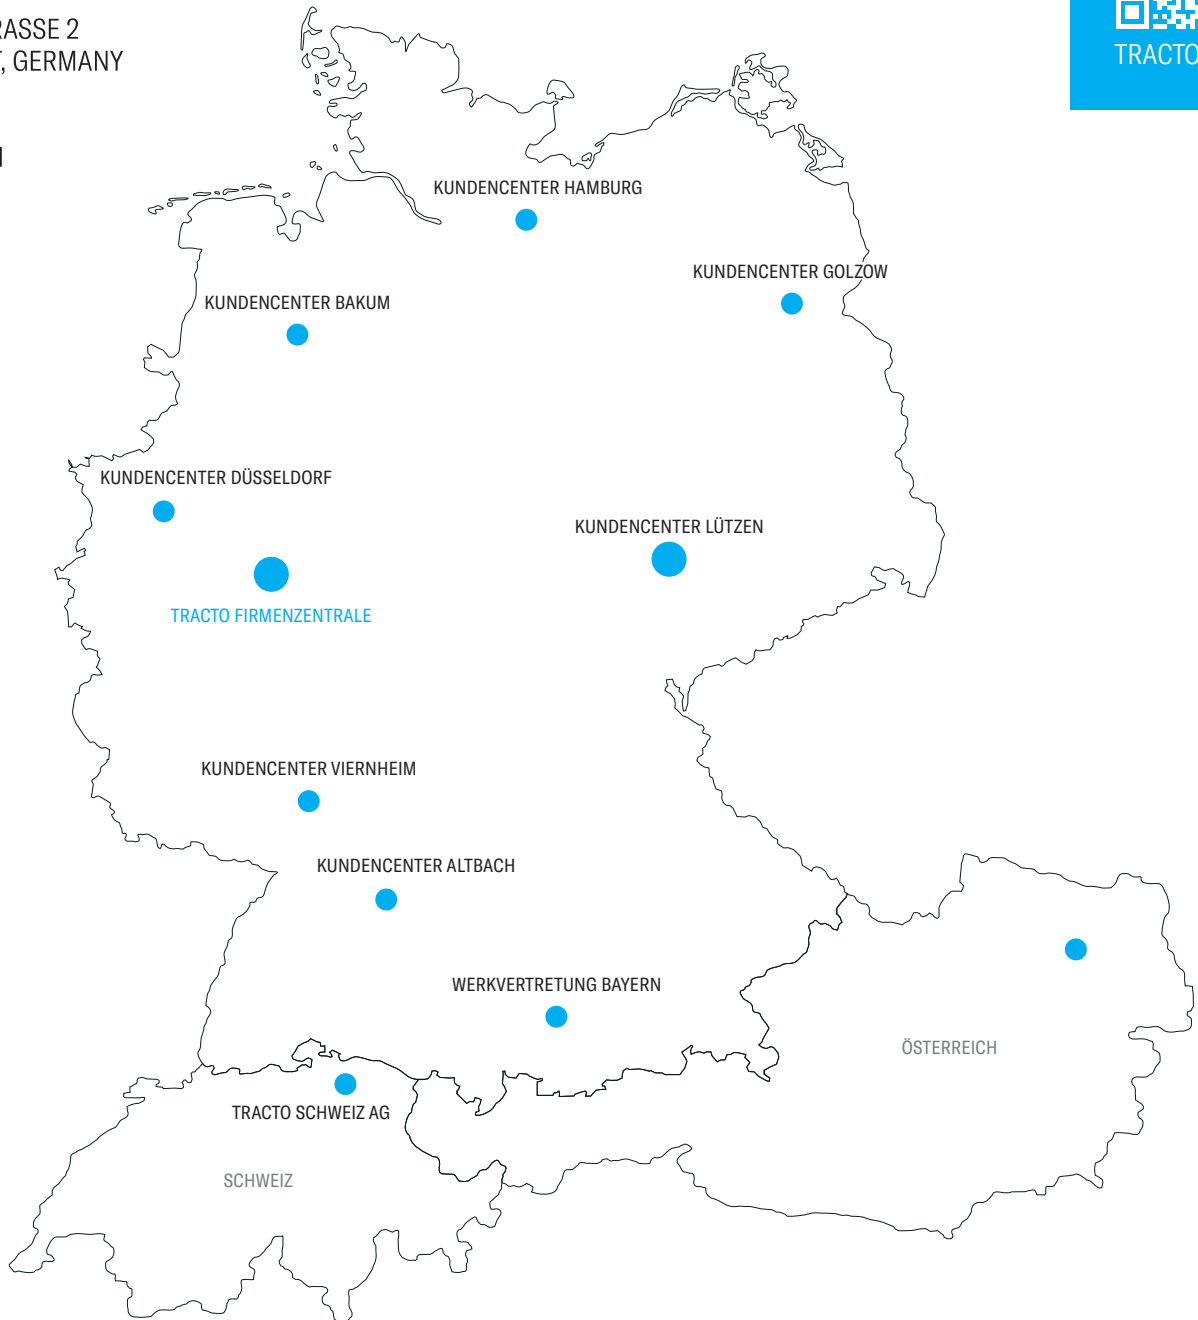 RASSE 2
, GERMANY
TRACTO
KUNDENCENTER HAMBURG
KUNDENCENTER GOLZOW
KUNDENCENTER BAKUM
KUNDENCENTER DÜSSELDORF
KUNDENCENTER LÜTZEN
TRACTO FIRMENZENTRALE
KUNDENCENTER VIERNHEIM
KUNDENCENTER ALTBACH
WERKVERTRETUNG BAYERN
ÖSTERREICH
TRACTO SCHWEIZ AG
SCHWEIZ